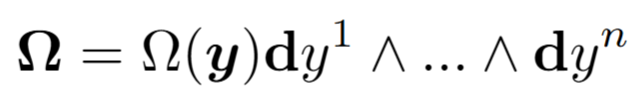 𝛀 = Ω(𝒚)𝐝y¹ ∧ ... ∧ 𝐝yⁿ